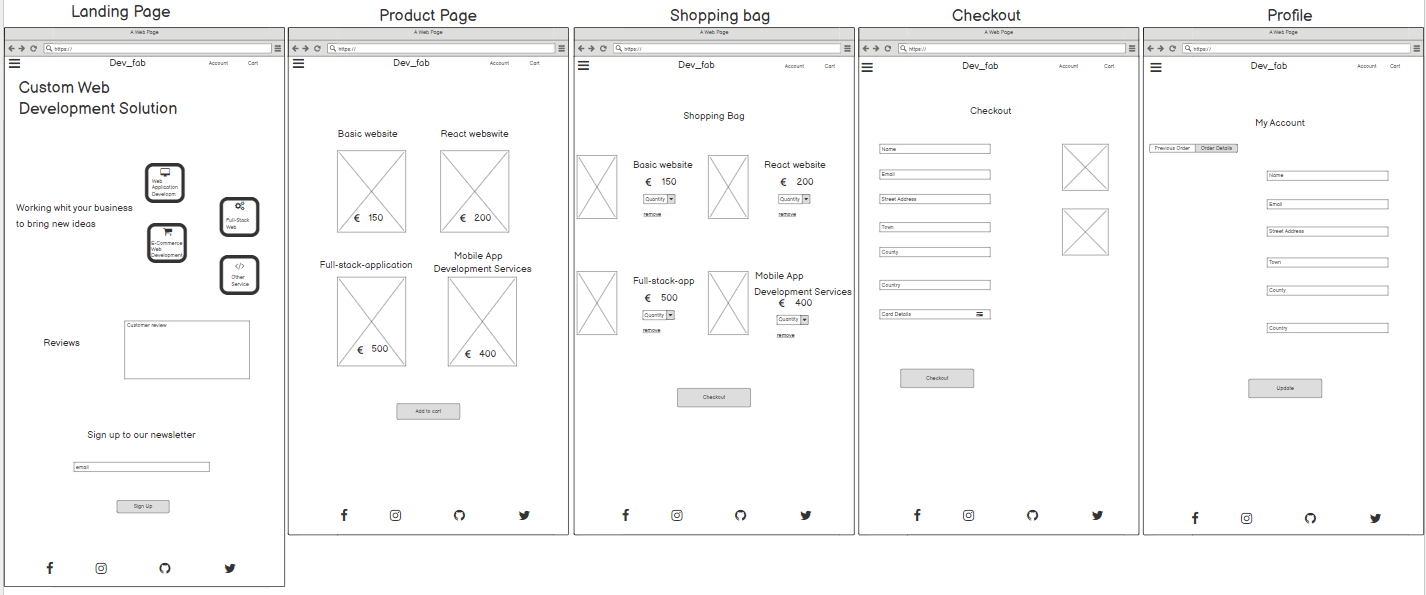 Landing Page
A Web Page
https://
Dev_fab
Account
Cart
Custom Web
Development Solution
Web
Application
Developm
Full-Stack
Web
Working whit your business
to bring new ideas
E-Commerce
Web
Development
</>
Other
Service
Reviews
Customer review
Sign up to our newsletter
email
Sign Up
Product Page
A Web Page
https://
Dev_fab
Account
Cart
Basic website
React webswite
€ 150
€ 200
Full-stack-application
Mobile App
Development Services
€ 500
€ 400
Add to cart
Shopping bag
A Web Page
https://
Dev_fab
Account
Cart
Shopping Bag
Basic website
€ 150
Quantity
remove
React website
€ 200
Quantity
remove
Full-stack-app
€ 500
Quantity
remove
Mobile App
Development Services
€ 400
Quantity
remove
Checkout
Checkout
A Web Page
https://
Dev_fab
Account
Cart
Checkout
Name
Email
Street Address
Town
County
Country
Card Details
Checkout
Profile
A Web Page
https://
Dev_fab
Account
Cart
My Account
Previous Order
Order Details
Name
Email
Street Address
Town
County
Country
Update